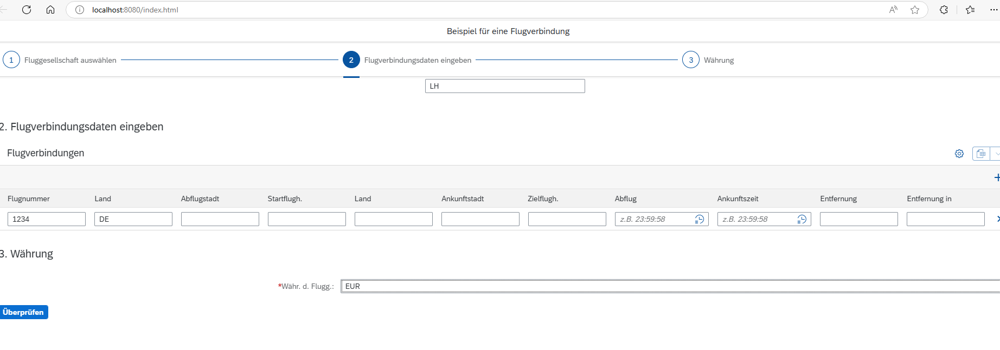 localhost:8080/index.html
Beispiel für eine Flugverbindung
1 Fluggesellschaft auswählen 2 Flugverbindungsdaten eingeben 3 Währung
LH
2. Flugverbindungsdaten eingeben
Flugverbindungen
Flugnummer Land Abflugstadt Startflugh. Land Ankunftstadt Zielflugh. Abflug Ankunftszeit Entfernung Entfernung in
1234 DE z.B. 23:59:58 z.B. 23:59:58
3. Währung
*Währ. d. Flugg.: EUR
Überprüfen